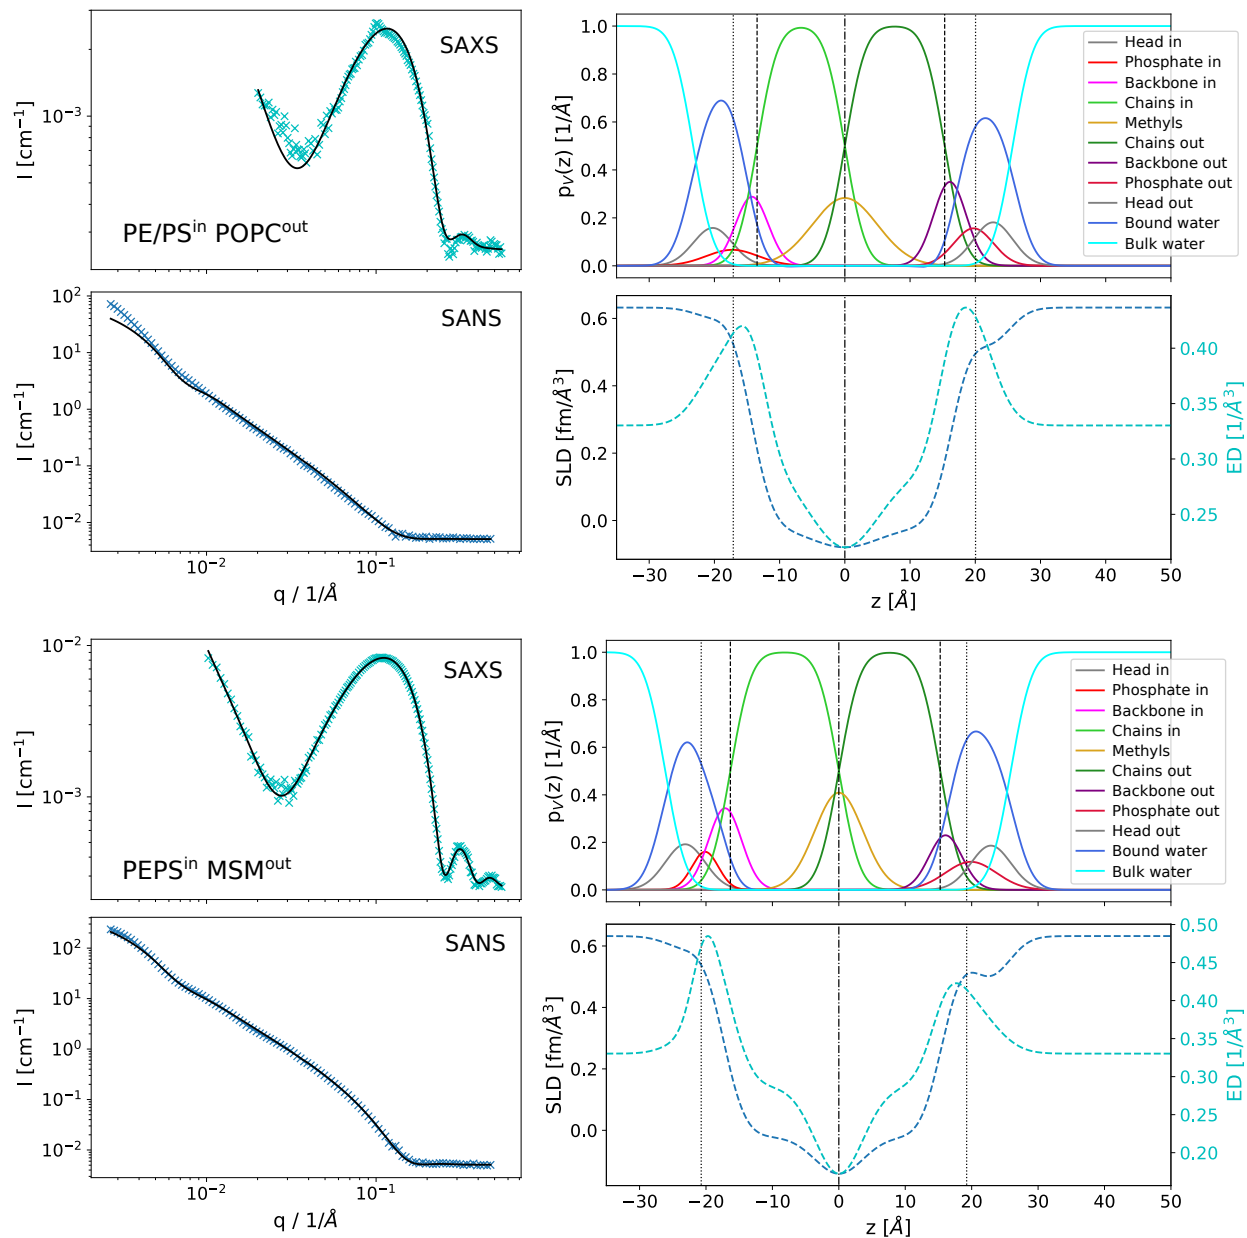 SAXS
I [cm⁻¹]
10⁻³
PE/PSⁱⁿ POPCᵒᵘᵗ
SANS
I [cm⁻¹]
10²
10¹
10⁰
10⁻¹
10⁻²
10⁻² 10⁻¹
q / 1/Å
pᵥ(z) [1/Å]
1.0
0.8
0.6
0.4
0.2
0.0
Head in
Phosphate in
Backbone in
Chains in
Methyls
Chains out
Backbone out
Phosphate out
Head out
Bound water
Bulk water
SLD [fm/Å³]
0.6
0.4
0.2
0.0
ED [1/Å³]
0.40
0.35
0.30
0.25
−30 −20 −10 0 10 20 30 40 50
z [Å]
SAXS
I [cm⁻¹]
10⁻²
10⁻³
PEPSⁱⁿ MSMᵒᵘᵗ
SANS
I [cm⁻¹]
10²
10¹
10⁰
10⁻¹
10⁻²
10⁻² 10⁻¹
q / 1/Å
pᵥ(z) [1/Å]
1.0
0.8
0.6
0.4
0.2
0.0
Head in
Phosphate in
Backbone in
Chains in
Methyls
Chains out
Backbone out
Phosphate out
Head out
Bound water
Bulk water
SLD [fm/Å³]
0.6
0.4
0.2
0.0
ED [1/Å³]
0.50
0.45
0.40
0.35
0.30
0.25
0.20
−30 −20 −10 0 10 20 30 40 50
z [Å]